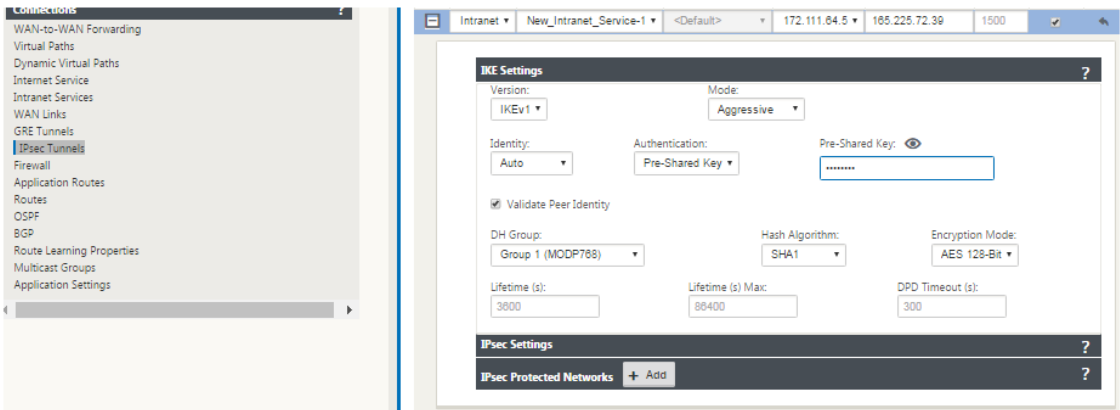 Connections ?
WAN-to-WAN Forwarding
Virtual Paths
Dynamic Virtual Paths
Internet Service
Intranet Services
WAN Links
GRE Tunnels
IPsec Tunnels
Firewall
Application Routes
Routes
OSPF
BGP
Route Learning Properties
Multicast Groups
Application Settings
Intranet New_Intranet_Service-1 <Default> 172.111.64.5 165.225.72.39 1500
IKE Settings ?
Version: Mode:
IKEv1 Aggressive
Identity: Authentication: Pre-Shared Key:
Auto Pre-Shared Key ········
Validate Peer Identity
DH Group: Hash Algorithm: Encryption Mode:
Group 1 (MODP768) SHA1 AES 128-Bit
Lifetime (s): Lifetime (s) Max: DPD Timeout (s):
3600 86400 300
IPsec Settings ?
IPsec Protected Networks + Add ?